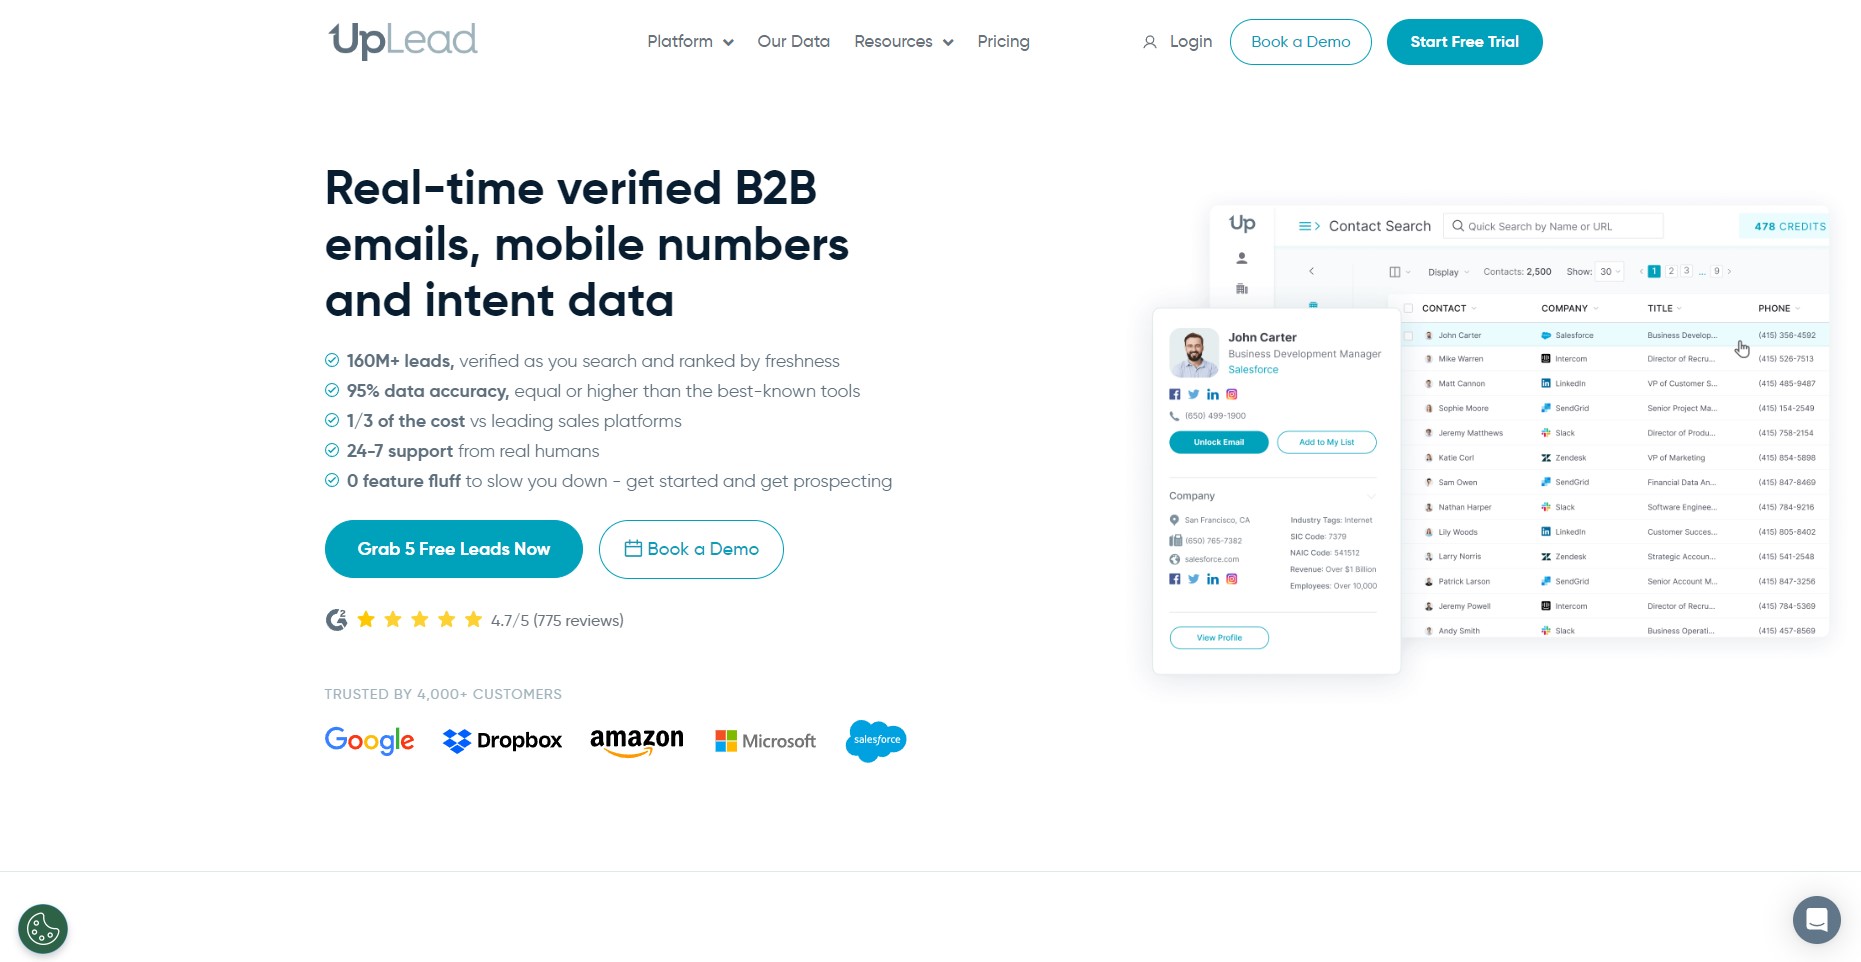 UpLead
Platform
Our Data
Resources
Pricing
Login
Book a Demo
Start Free Trial
Real-time verified B2B
emails, mobile numbers
and intent data
160M+ leads, verified as you search and ranked by freshness
95% data accuracy, equal or higher than the best-known tools
1/3 of the cost vs leading sales platforms
24-7 support from real humans
0 feature fluff to slow you down - get started and get prospecting
Grab 5 Free Leads Now
Book a Demo
4.7/5 (775 reviews)
TRUSTED BY 4,000+ CUSTOMERS
Google
Dropbox
amazon
Microsoft
salesforce
Up
Contact Search
Quick Search by Name or URL
478 CREDITS
Display
Contacts: 2,500
Show: 30
1 2 3 ... 9
CONTACT COMPANY TITLE PHONE
John Carter Salesforce Business Develop... (415) 356-4592
Mike Warren Intercom Director of Recru... (415) 526-7513
Matt Cannon LinkedIn VP of Customer S... (415) 485-9487
Sophie Moore SendGrid Senior Project Ma... (415) 154-2549
Jeremy Matthews Slack Director of Produ... (415) 758-2154
Katie Corl Zendesk VP of Marketing (415) 854-5898
Sam Owen SendGrid Financial Data An... (415) 847-8469
Nathan Harper Slack Software Enginee... (415) 784-9216
Lily Woods LinkedIn Customer Succes... (415) 805-8402
Larry Norris Zendesk Strategic Accoun... (415) 541-2548
Patrick Larson SendGrid Senior Account M... (415) 847-3256
Jeremy Powell Intercom Director of Recru... (415) 784-5369
Andy Smith Slack Business Operati... (415) 457-8569
John Carter
Business Development Manager
Salesforce
(650) 499-1900
Unlock Email
Add to My List
Company
San Francisco, CA
(650) 765-7382
salesforce.com
Industry Tags: Internet
SIC Code: 7379
NAIC Code: 541512
Revenue: Over $1 Billion
Employees: Over 10,000
View Profile